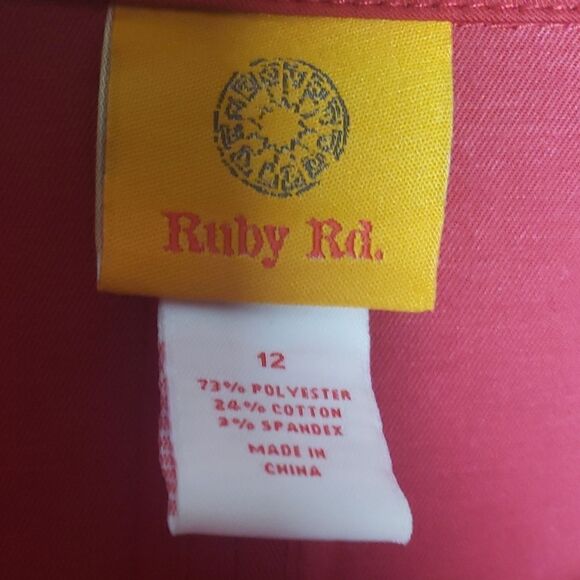 Ruby Rd.
12
73% POLYESTER
24% COTTON
3% SPANDEX
MADE IN
CHINA